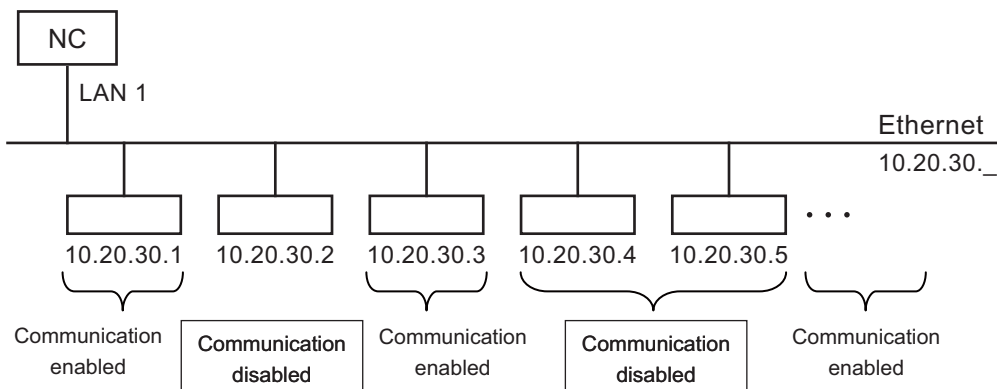 NC
LAN 1
Ethernet
10.20.30._
10.20.30.1 10.20.30.2 10.20.30.3 10.20.30.4 10.20.30.5 ...
Communication enabled
Communication disabled
Communication enabled
Communication disabled
Communication enabled